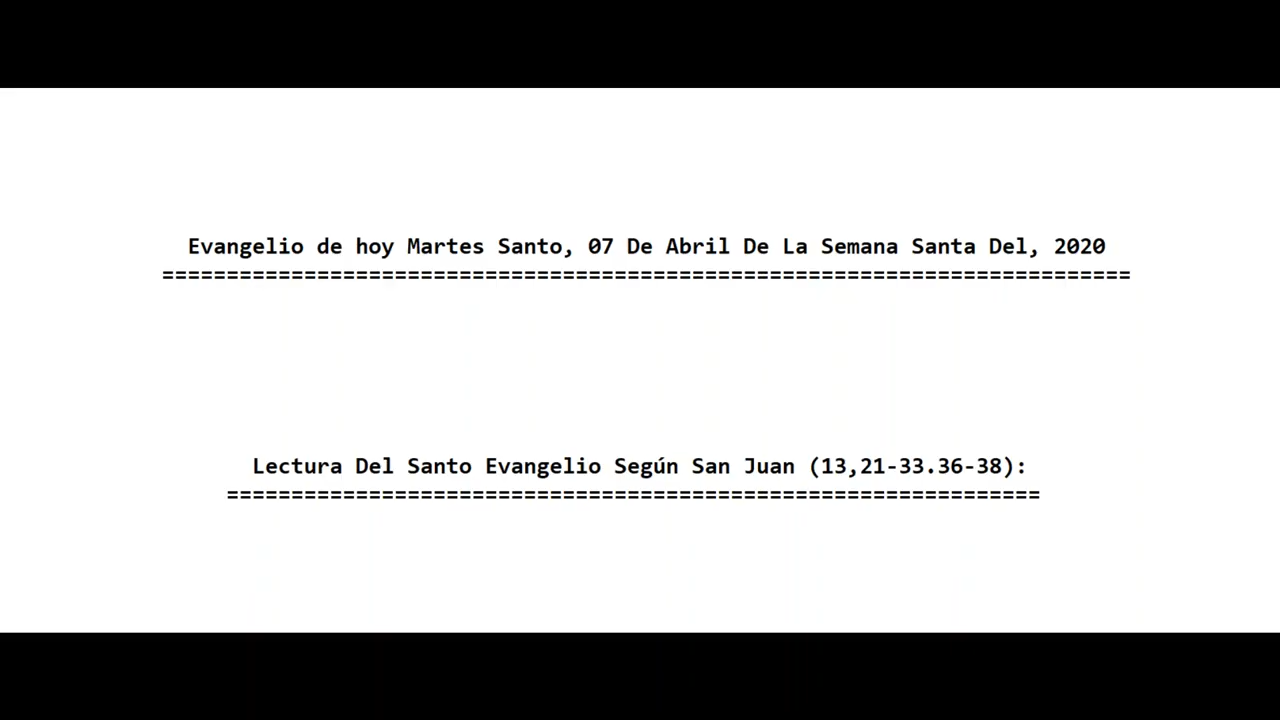 Evangelio de hoy Martes Santo, 07 De Abril De La Semana Santa Del, 2020
===========================================================================
Lectura Del Santo Evangelio Según San Juan (13,21-33.36-38):
===============================================================